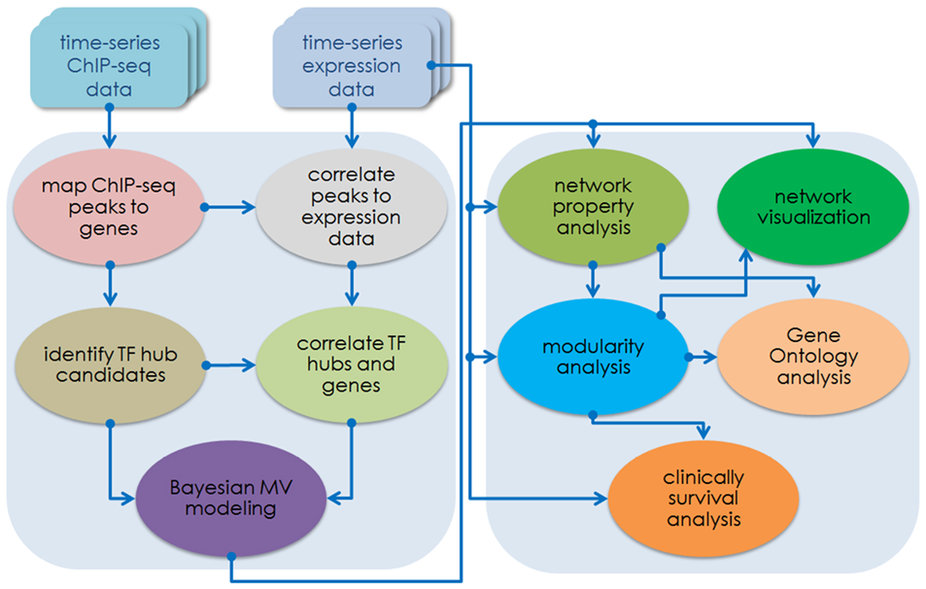 time-series
ChIP-seq
data
time-series
expression
data
map ChIP-seq
peaks to
genes
correlate
peaks to
expression
data
network
property
analysis
network
visualization
identify TF hub
candidates
correlate TF
hubs and
genes
modularity
analysis
Gene
Ontology
analysis
Bayesian MV
modeling
clinically
survival
analysis